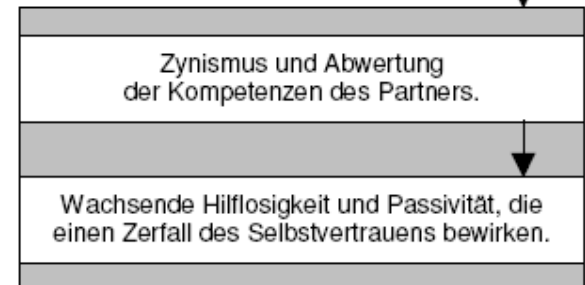 Zynismus und Abwertung
der Kompetenzen des Partners.
Wachsende Hilflosigkeit und Passivität, die
einen Zerfall des Selbstvertrauens bewirken.